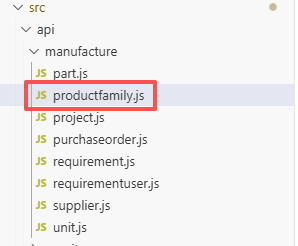 src
api
manufacture
JS part.js
JS productfamily.js
JS project.js
JS purchaseorder.js
JS requirement.js
JS requirementuser.js
JS supplier.js
JS unit.js